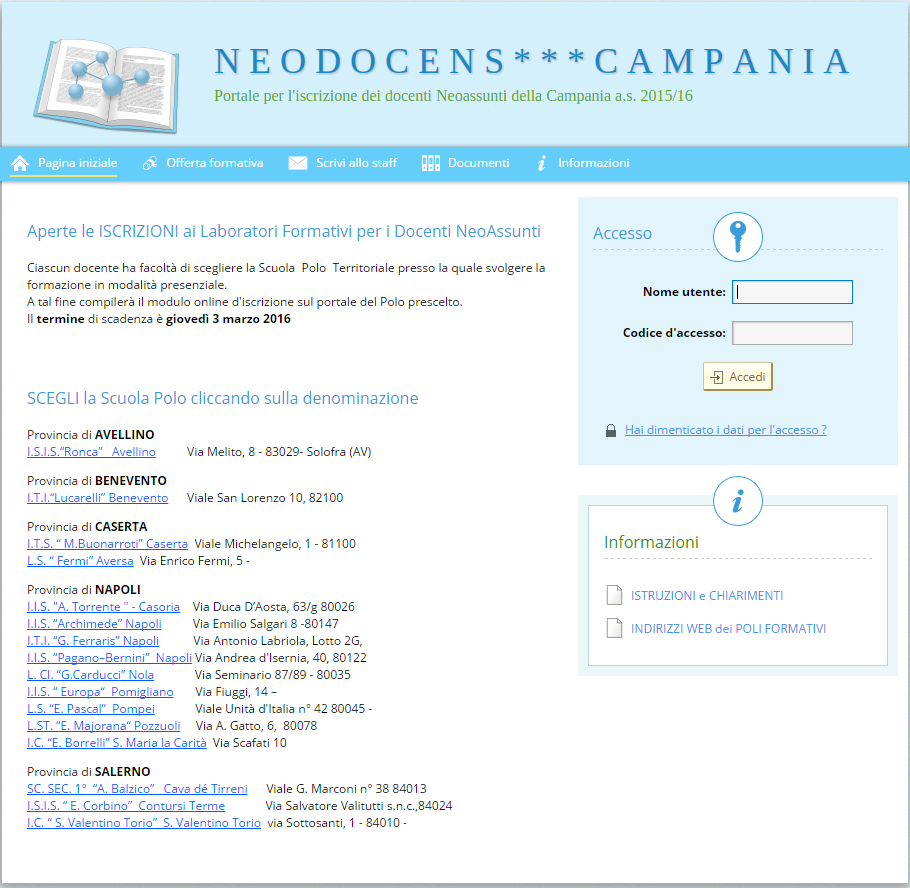 NEODOCENS***CAMPANIA
Portale per l'iscrizione dei docenti Neoassunti della Campania a.s. 2015/16
Pagina iniziale Offerta formativa Scrivi allo staff Documenti Informazioni
Aperte le ISCRIZIONI ai Laboratori Formativi per i Docenti NeoAssunti
Ciascun docente ha facoltà di scegliere la Scuola Polo Territoriale presso la quale svolgere la
formazione in modalità presenziale.
A tal fine compilerà il modulo online d'iscrizione sul portale del Polo prescelto.
Il termine di scadenza è giovedì 3 marzo 2016
SCEGLI la Scuola Polo cliccando sulla denominazione
Provincia di AVELLINO
I.S.I.S.“Ronca” Avellino Via Melito, 8 - 83029- Solofra (AV)
Provincia di BENEVENTO
I.T.I.“Lucarelli” Benevento Viale San Lorenzo 10, 82100
Provincia di CASERTA
I.T.S. “ M.Buonarroti” Caserta Viale Michelangelo, 1 - 81100
L.S. “ Fermi” Aversa Via Enrico Fermi, 5 -
Provincia di NAPOLI
I.I.S. "A. Torrente " - Casoria Via Duca D’Aosta, 63/g 80026
I.I.S. “Archimede” Napoli Via Emilio Salgari 8 -80147
I.T.I. “G. Ferraris” Napoli Via Antonio Labriola, Lotto 2G,
I.I.S. “Pagano–Bernini” Napoli Via Andrea d'Isernia, 40, 80122
L. Cl. “G.Carducci” Nola Via Seminario 87/89 - 80035
I.I.S. “ Europa“ Pomigliano Via Fiuggi, 14 –
L.S. “E. Pascal” Pompei Viale Unità d'Italia n° 42 80045 -
L.ST. “E. Majorana“ Pozzuoli Via A. Gatto, 6, 80078
I.C. “E. Borrelli” S. Maria la Carità Via Scafati 10
Provincia di SALERNO
SC. SEC. 1° “A. Balzico” Cava dé Tirreni Viale G. Marconi n° 38 84013
I.S.I.S. “ E. Corbino” Contursi Terme Via Salvatore Valitutti s.n.c.,84024
I.C. “ S. Valentino Torio” S. Valentino Torio via Sottosanti, 1 - 84010 -
Accesso
Nome utente:
Codice d'accesso:
Accedi
Hai dimenticato i dati per l'accesso ?
i
Informazioni
ISTRUZIONI e CHIARIMENTI
INDIRIZZI WEB dei POLI FORMATIVI